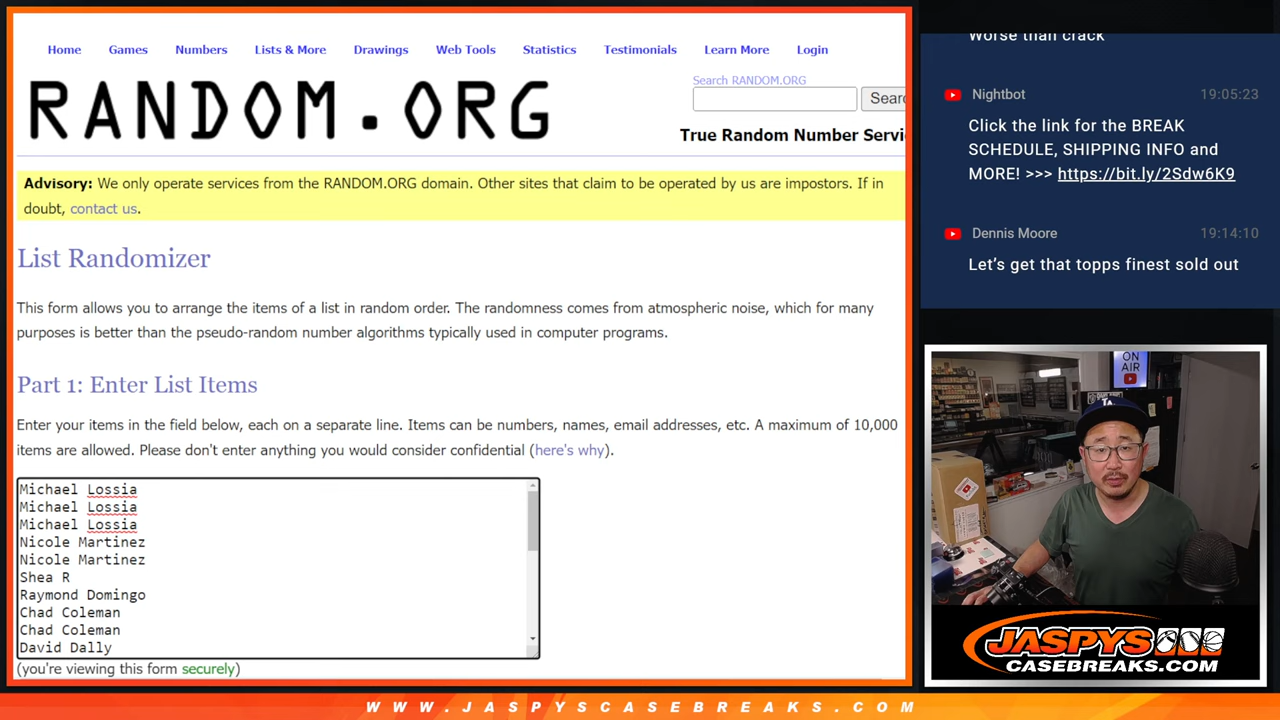 Home Games Numbers Lists & More Drawings Web Tools Statistics Testimonials Learn More Login
RANDOM.ORG
Search RANDOM.ORG
Searc
True Random Number Servi
Advisory: We only operate services from the RANDOM.ORG domain. Other sites that claim to be operated by us are impostors. If in
doubt, contact us.
List Randomizer
This form allows you to arrange the items of a list in random order. The randomness comes from atmospheric noise, which for many
purposes is better than the pseudo-random number algorithms typically used in computer programs.
Part 1: Enter List Items
Enter your items in the field below, each on a separate line. Items can be numbers, names, email addresses, etc. A maximum of 10,000
items are allowed. Please don't enter anything you would consider confidential (here's why).
Michael Lossia
Michael Lossia
Michael Lossia
Nicole Martinez
Nicole Martinez
Shea R
Raymond Domingo
Chad Coleman
Chad Coleman
David Dally
(you're viewing this form securely)
Worse than crack
Nightbot 19:05:23
Click the link for the BREAK
SCHEDULE, SHIPPING INFO and
MORE! >>> https://bit.ly/2Sdw6K9
Dennis Moore 19:14:10
Let's get that topps finest sold out
ON
AIR
JASPYS
CASEBREAKS.COM
WWW.JASPYSCASEBREAKS.COM